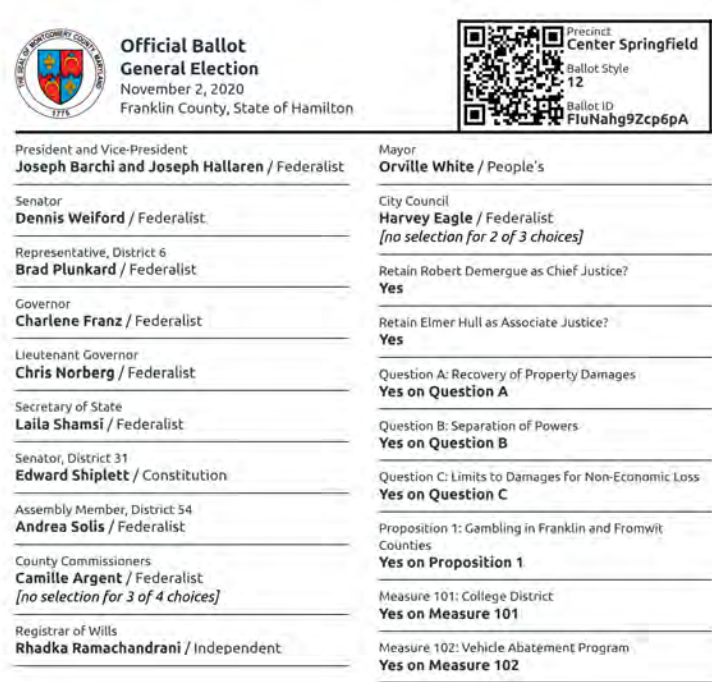 THE SEAL OF MONTGOMERY COUNTY, MARYLAND
1776
Official Ballot
General Election
November 2, 2020
Franklin County, State of Hamilton
Precinct
Center Springfield
Ballot Style
12
Ballot ID
FIuNahg9Zcp6pA
President and Vice-President
Joseph Barchi and Joseph Hallaren / Federalist
Senator
Dennis Weiford / Federalist
Representative, District 6
Brad Plunkard / Federalist
Governor
Charlene Franz / Federalist
Lieutenant Governor
Chris Norberg / Federalist
Secretary of State
Laila Shamsi / Federalist
Senator, District 31
Edward Shiplett / Constitution
Assembly Member, District 54
Andrea Solis / Federalist
County Commissioners
Camille Argent / Federalist
[no selection for 3 of 4 choices]
Registrar of Wills
Rhadka Ramachandrani / Independent
Mayor
Orville White / People's
City Council
Harvey Eagle / Federalist
[no selection for 2 of 3 choices]
Retain Robert Demergue as Chief Justice?
Yes
Retain Elmer Hull as Associate Justice?
Yes
Question A: Recovery of Property Damages
Yes on Question A
Question B: Separation of Powers
Yes on Question B
Question C: Limits to Damages for Non-Economic Loss
Yes on Question C
Proposition 1: Gambling in Franklin and Fromwit
Counties
Yes on Proposition 1
Measure 101: College District
Yes on Measure 101
Measure 102: Vehicle Abatement Program
Yes on Measure 102